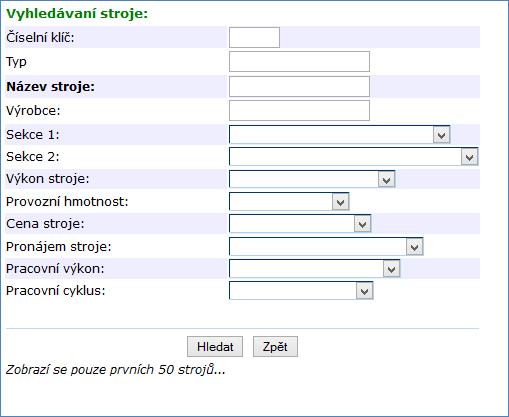 Vyhledávaní stroje:
Číselní klíč:
Typ
Název stroje:
Výrobce:
Sekce 1:
Sekce 2:
Výkon stroje:
Provozní hmotnost:
Cena stroje:
Pronájem stroje:
Pracovní výkon:
Pracovní cyklus:
Hledat Zpět
Zobrazí se pouze prvních 50 strojů...